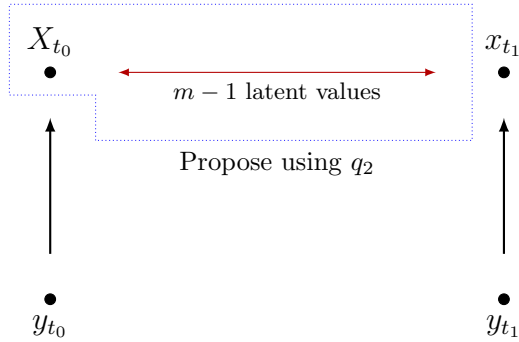 X_{t_0}
x_{t_1}
m − 1 latent values
Propose using q_2
y_{t_0}
y_{t_1}